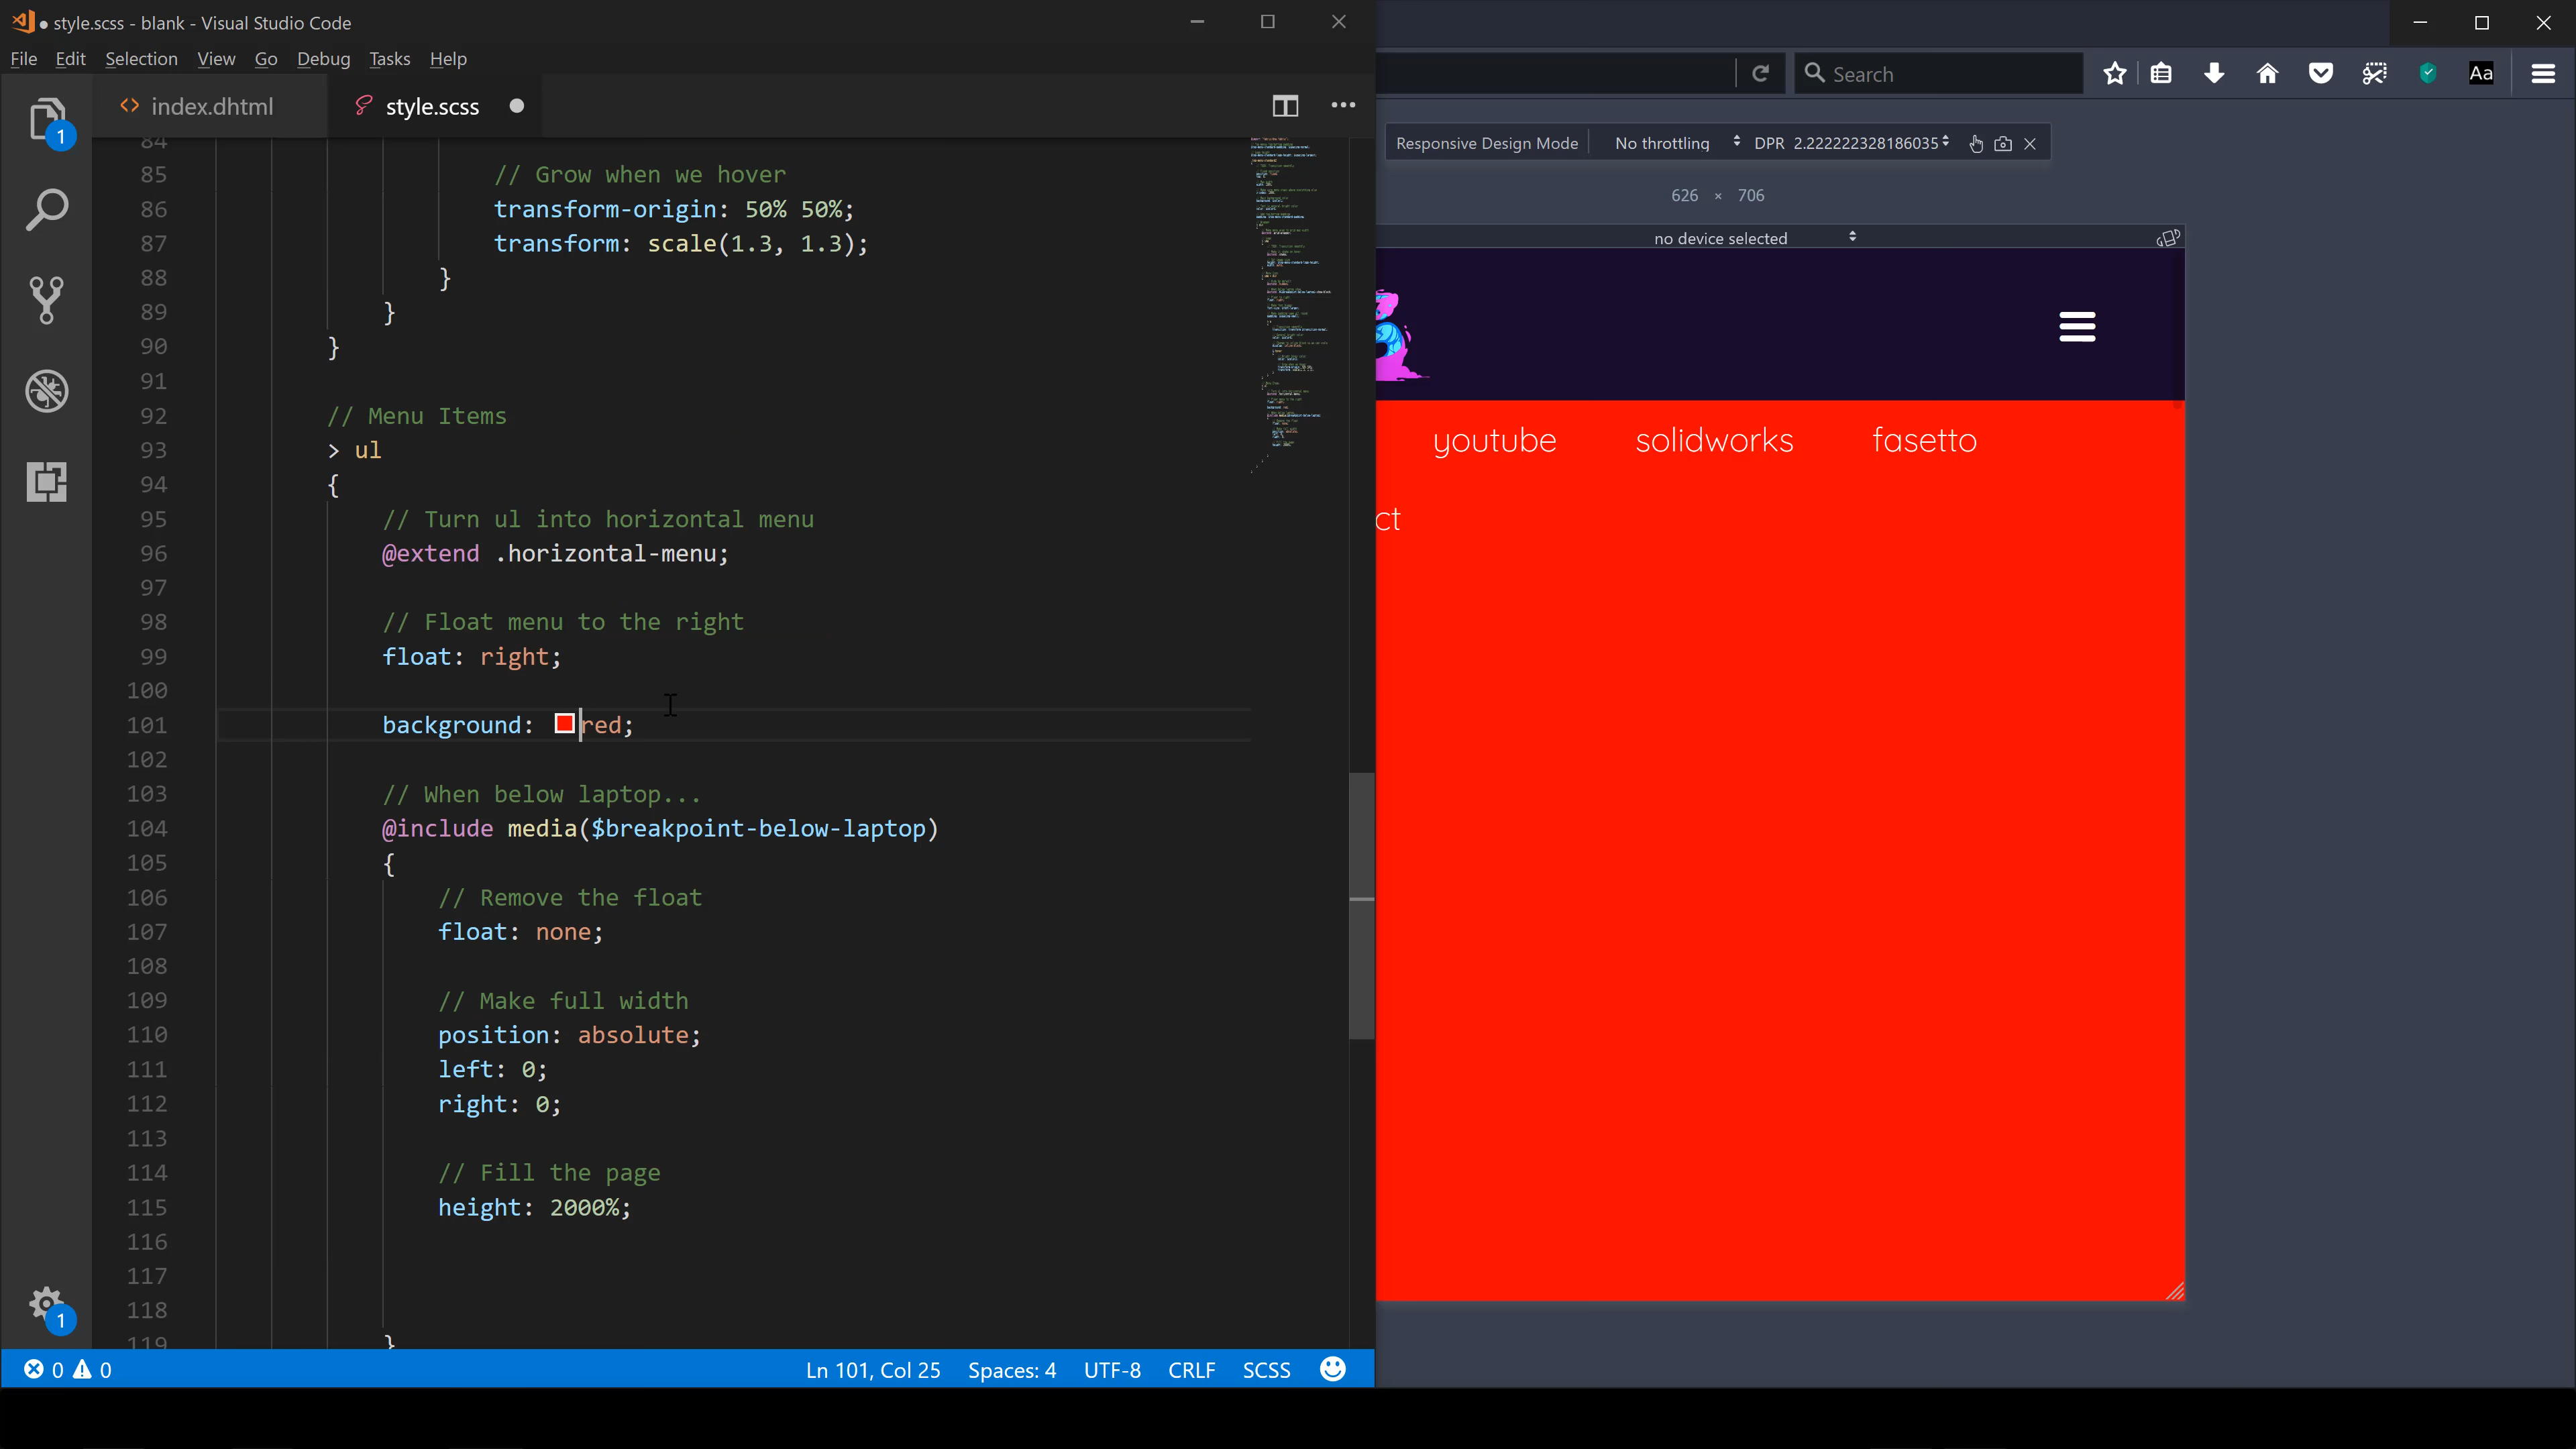 style.scss - blank - Visual Studio Code
File Edit Selection View Go Debug Tasks Help
index.dhtml
style.scss
1
84
85 // Grow when we hover
86 transform-origin: 50% 50%;
87 transform: scale(1.3, 1.3);
88 }
89 }
90 }
91
92 // Menu Items
93 > ul
94 {
95 // Turn ul into horizontal menu
96 @extend .horizontal-menu;
97
98 // Float menu to the right
99 float: right;
100
101 background: red;
102
103 // When below laptop...
104 @include media($breakpoint-below-laptop)
105 {
106 // Remove the float
107 float: none;
108
109 // Make full width
110 position: absolute;
111 left: 0;
112 right: 0;
113
114 // Fill the page
115 height: 2000%;
116
117
118
119 }
1
0 0
Ln 101, Col 25 Spaces: 4 UTF-8 CRLF SCSS
Search
Aa
Responsive Design Mode No throttling DPR 2.222222328186035
626 × 706
no device selected
youtube solidworks fasetto
ct